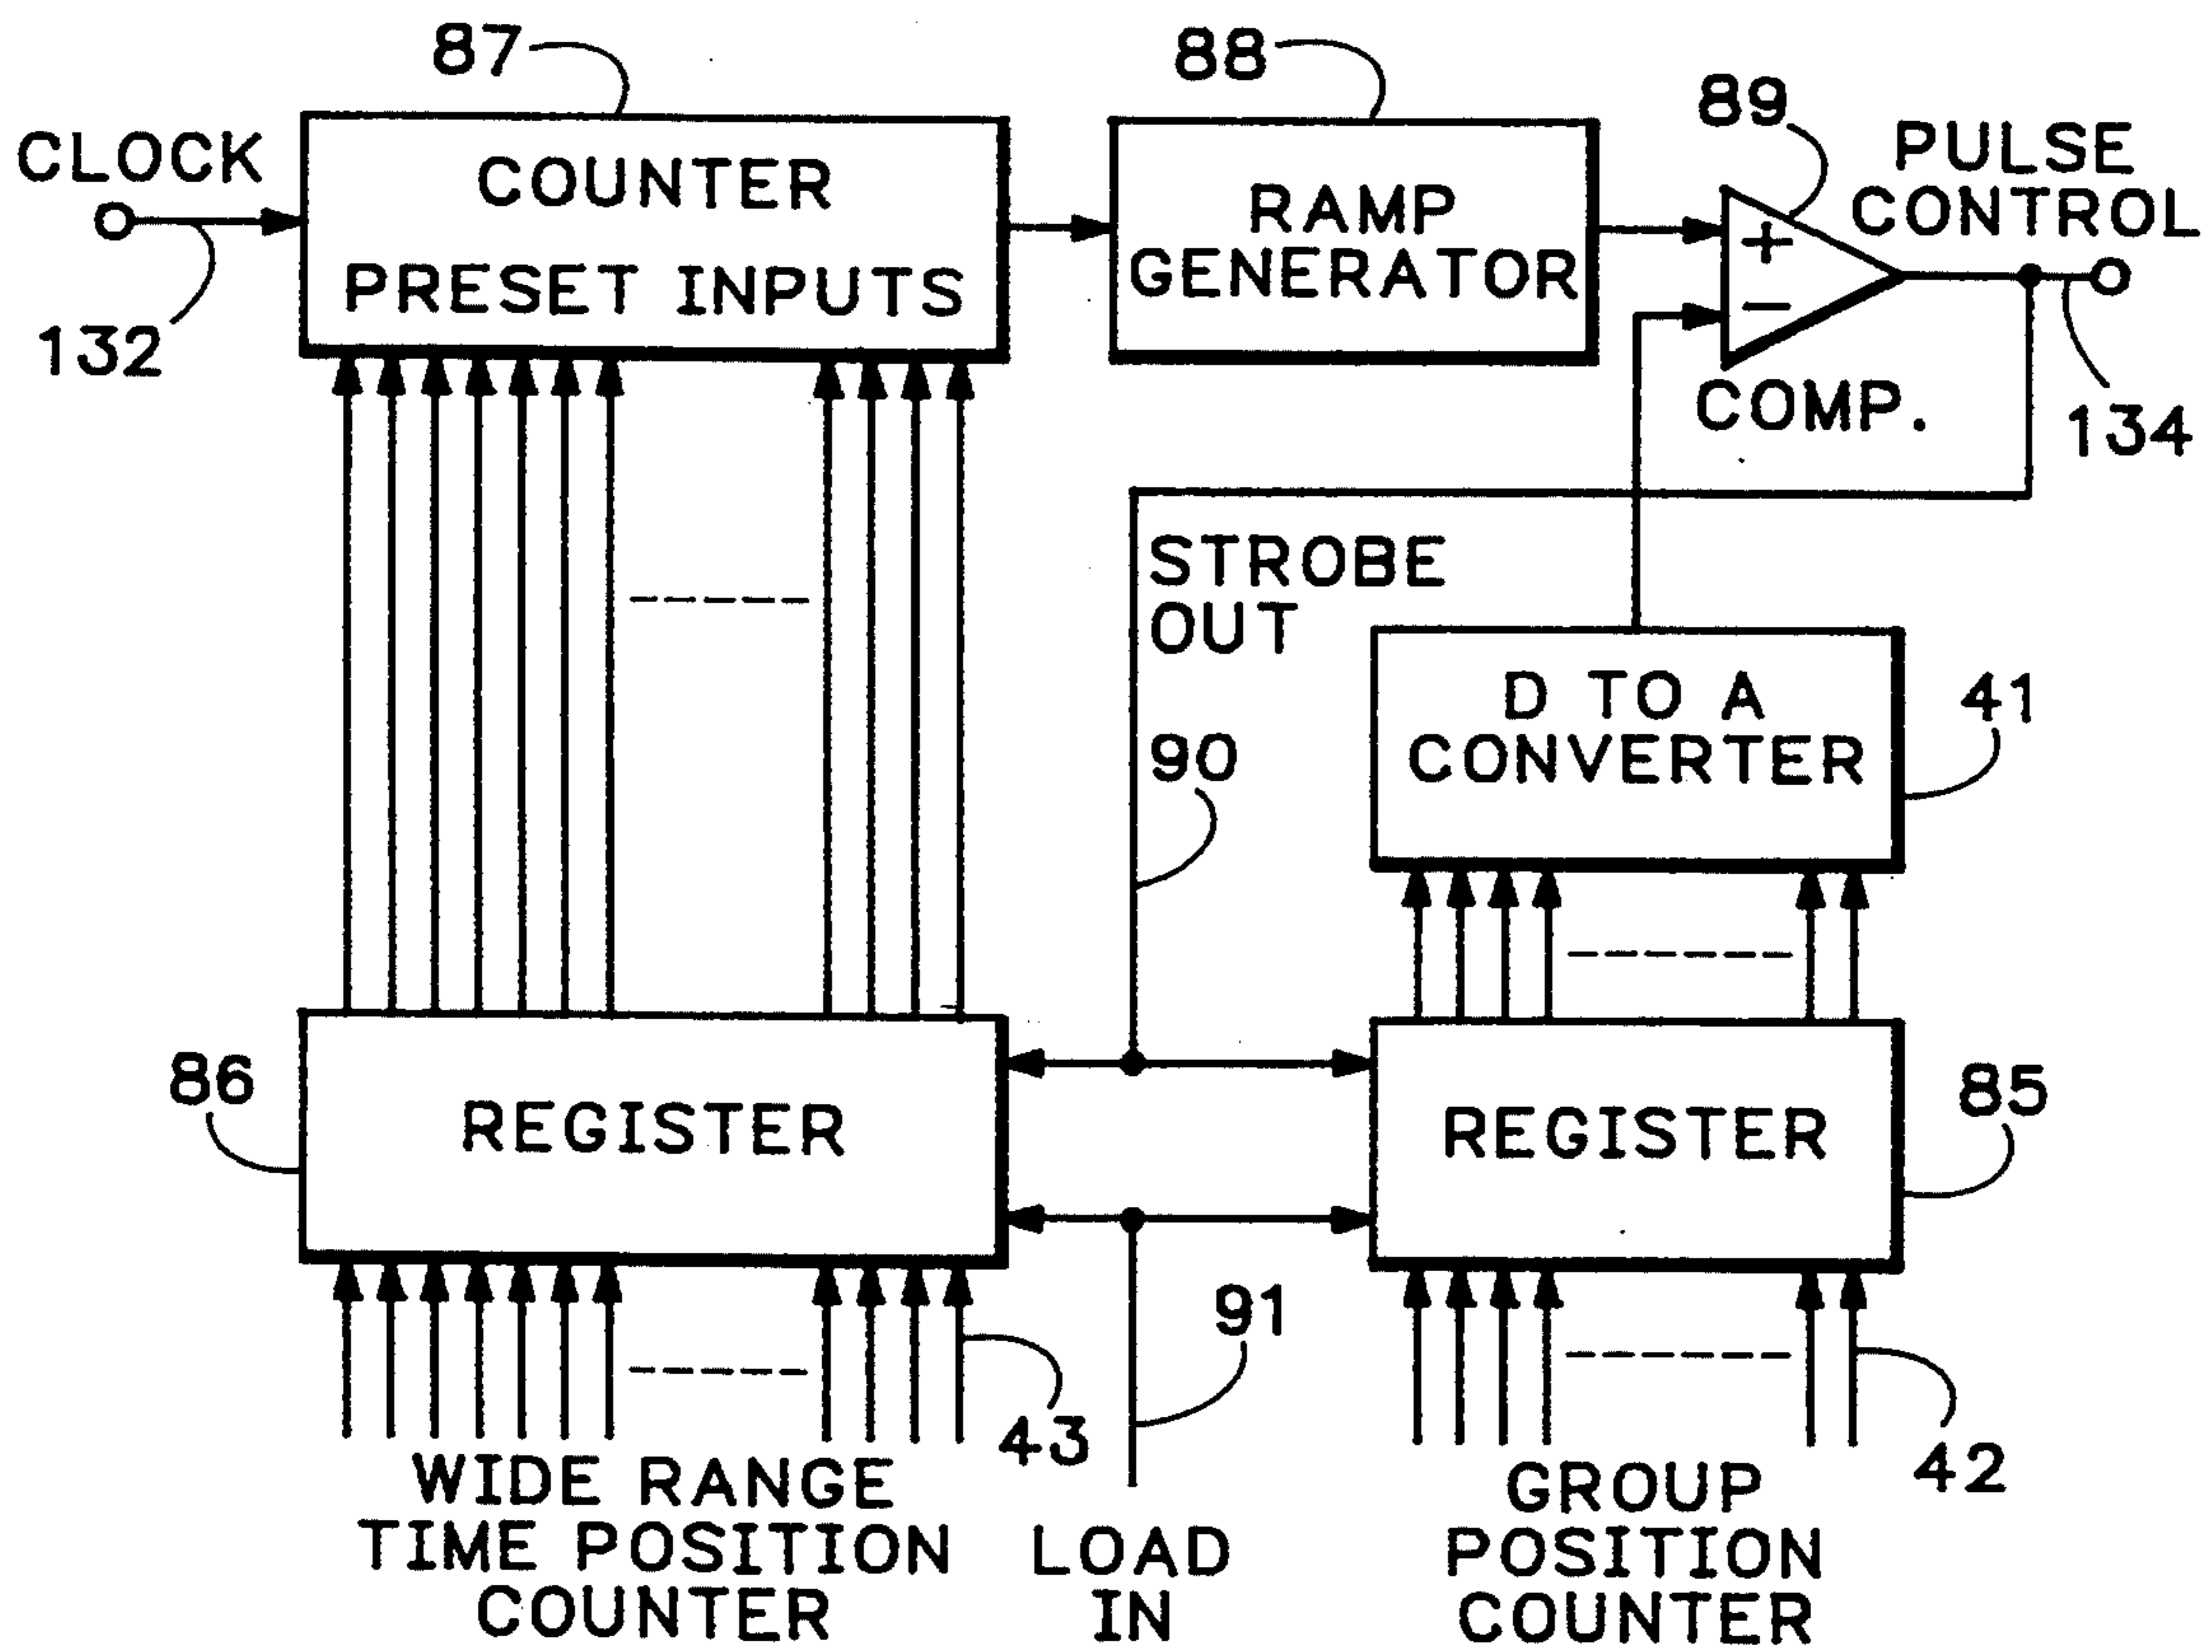 87
88
89
CLOCK
PULSE
CONTROL
COUNTER
PRESET INPUTS
RAMP
GENERATOR
+
−
132
COMP.
134
STROBE
OUT
D TO A
CONVERTER
41
90
86
REGISTER
REGISTER
85
91
43
42
WIDE RANGE
TIME POSITION
COUNTER
LOAD
IN
GROUP
POSITION
COUNTER